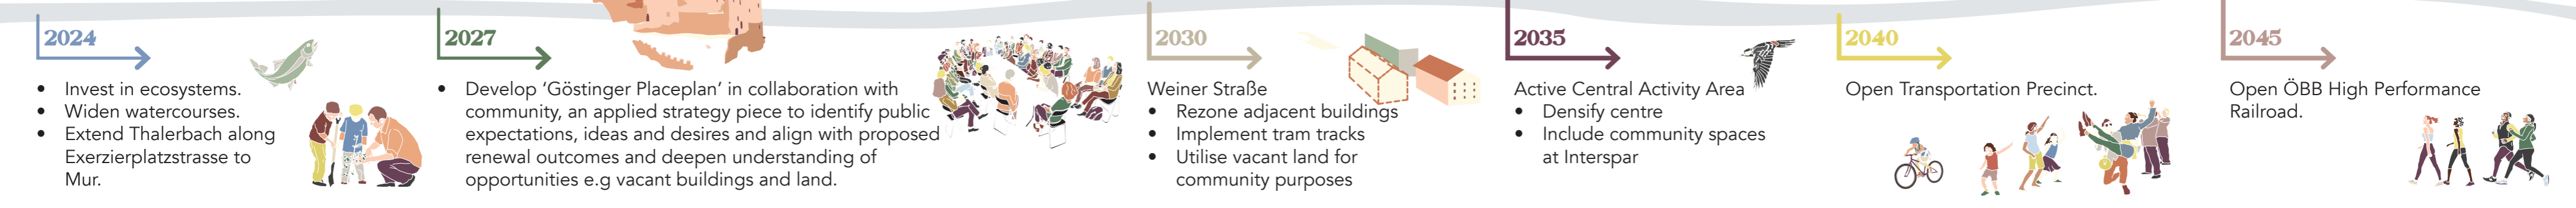 2024
• Invest in ecosystems.
• Widen watercourses.
• Extend Thalerbach along
Exerzierplatzstrasse to
Mur.
2027
• Develop ‘Göstinger Placeplan’ in collaboration with
community, an applied strategy piece to identify public
expectations, ideas and desires and align with proposed
renewal outcomes and deepen understanding of
opportunities e.g vacant buildings and land.
2030
Weiner Straße
• Rezone adjacent buildings
• Implement tram tracks
• Utilise vacant land for
community purposes
2035
Active Central Activity Area
• Densify centre
• Include community spaces
at Interspar
2040
Open Transportation Precinct.
2045
Open ÖBB High Performance
Railroad.